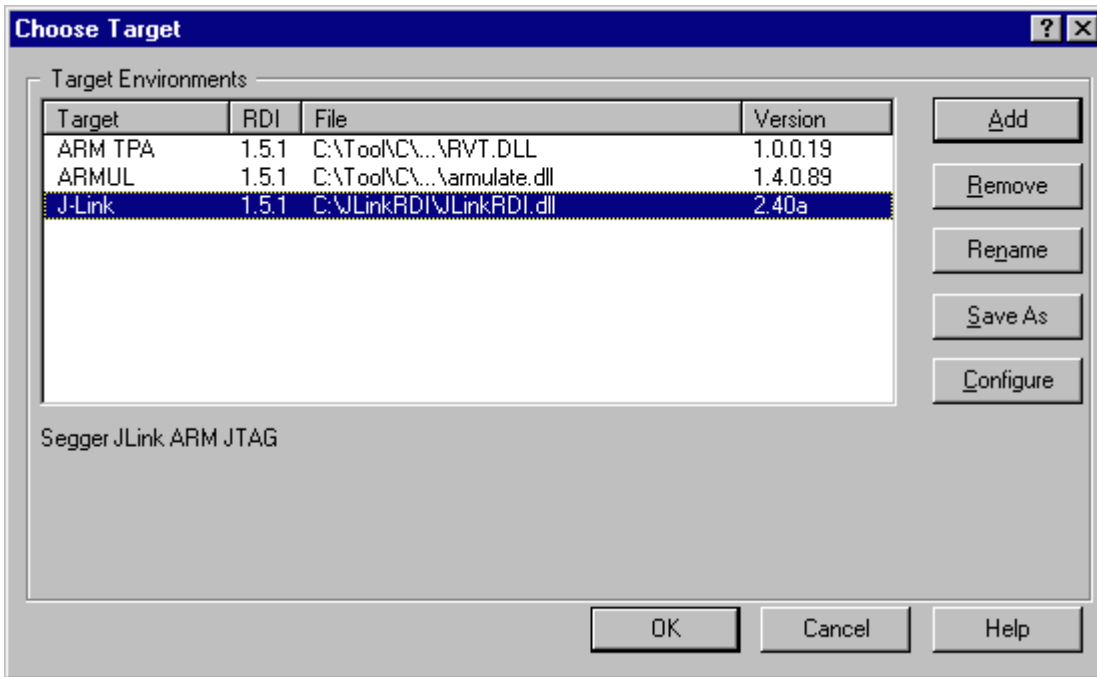 Choose Target
Target Environments
Target RDI File Version
ARM TPA 1.5.1 C:\Tool\C\...\RVT.DLL 1.0.0.19
ARMUL 1.5.1 C:\Tool\C\...\armulate.dll 1.4.0.89
J-Link 1.5.1 C:\JLinkRDI\JLinkRDI.dll 2.40a
Add
Remove
Rename
Save As
Configure
Segger JLink ARM JTAG
OK Cancel Help